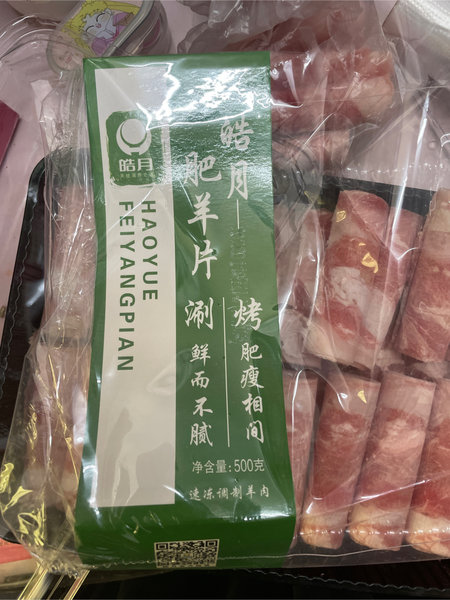 皓月
HAOYUE
FEIYANGPIAN
皓月
肥羊片
涮
烤
鲜而不腻
肥瘦相间
净含量:500克
速冻调制羊肉